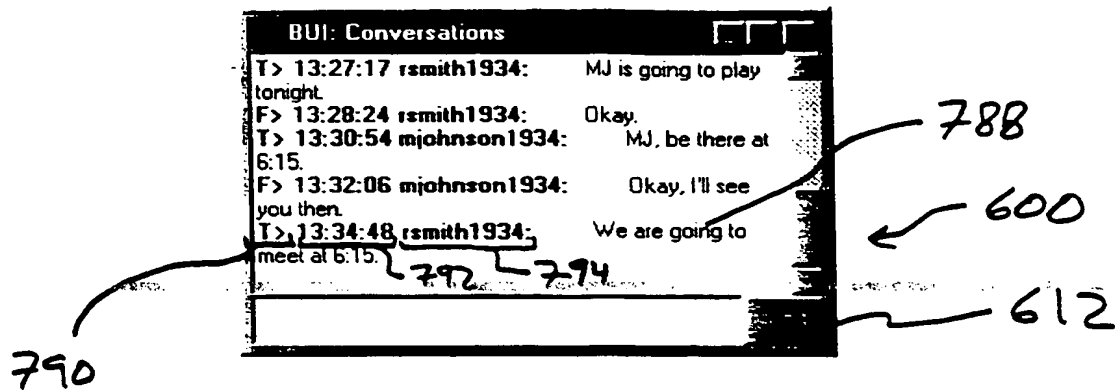 BUI: Conversations
T> 13:27:17 rsmith1934: MJ is going to play
tonight.
F> 13:28:24 rsmith1934: Okay.
T> 13:30:54 mjohnson1934: MJ, be there at
6:15.
F> 13:32:06 mjohnson1934: Okay, I'll see
you then.
T> 13:34:48 rsmith1934: We are going to
meet at 6:15.
788
600
792
794
612
790